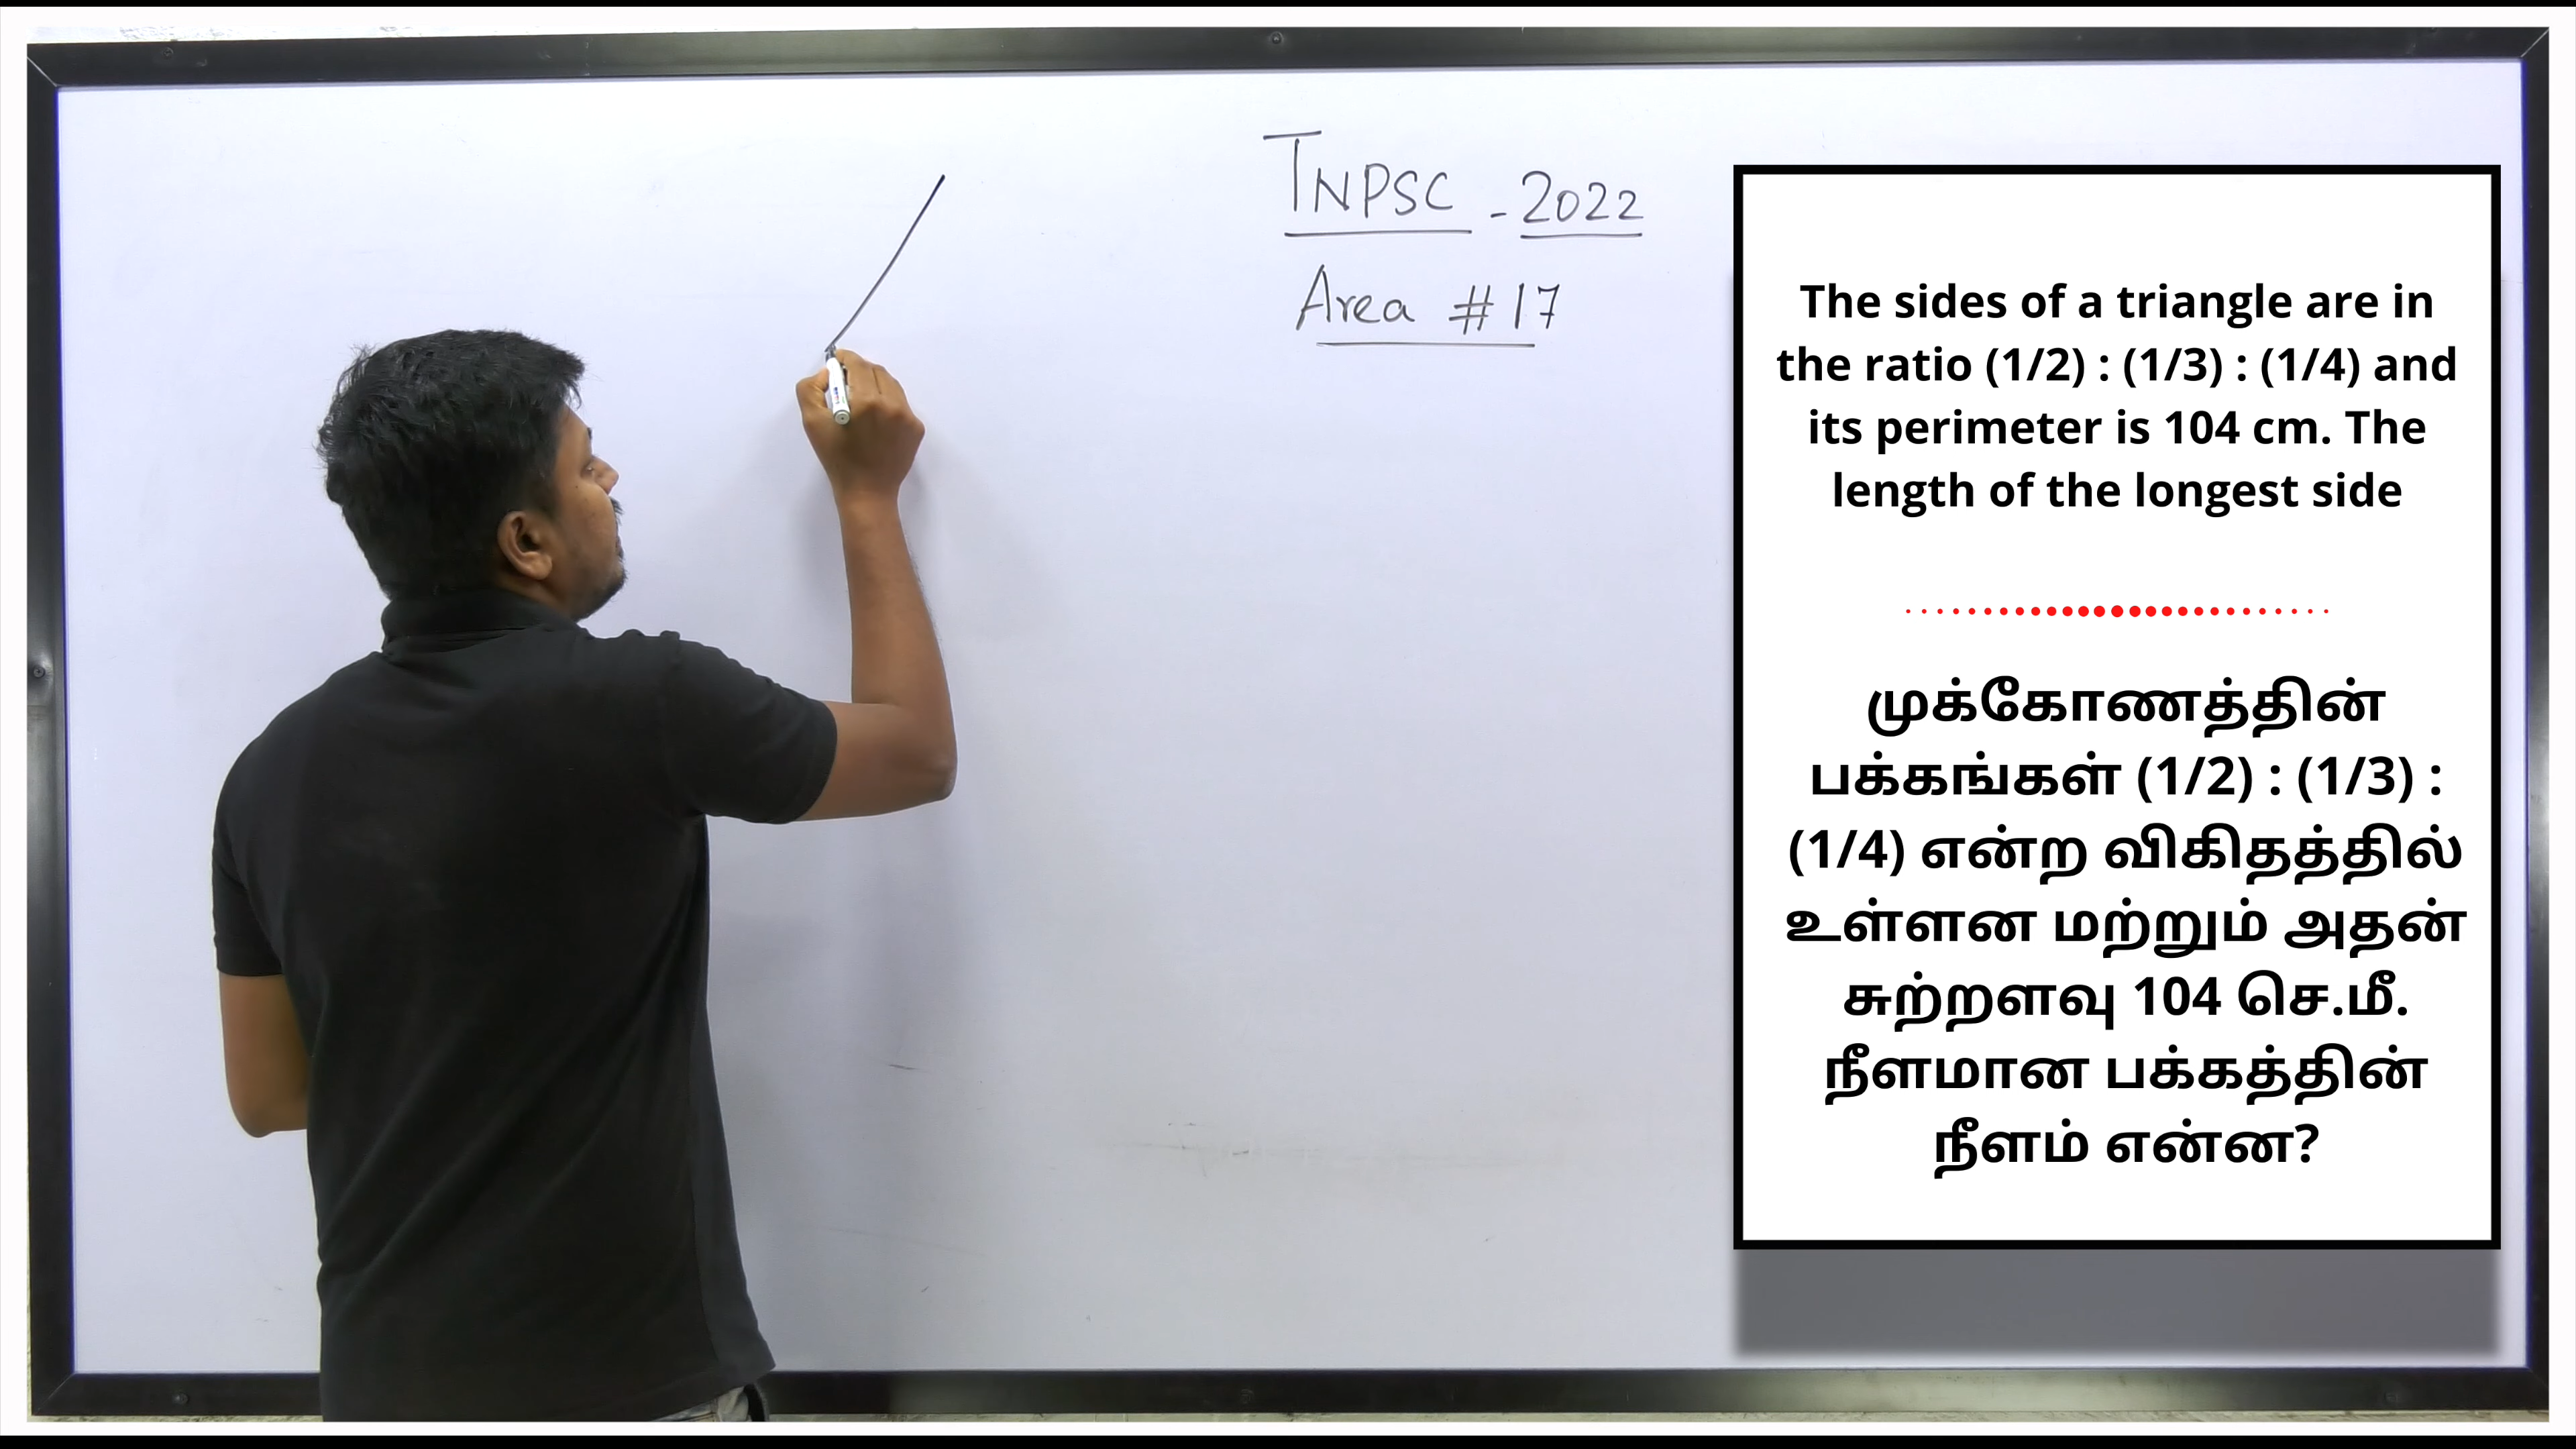 TNPSC - 2022
Area #17
The sides of a triangle are in
the ratio (1/2) : (1/3) : (1/4) and
its perimeter is 104 cm. The
length of the longest side
முக்கோணத்தின்
பக்கங்கள் (1/2) : (1/3) :
(1/4) என்ற விகிதத்தில்
உள்ளன மற்றும் அதன்
சுற்றளவு 104 செ.மீ.
நீளமான பக்கத்தின்
நீளம் என்ன?